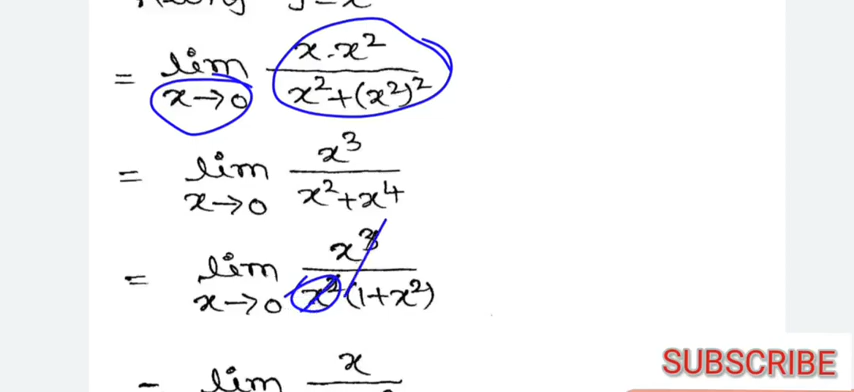 = lim x→0 x·x² / x²+(x²)²
= lim x→0 x³ / x²+x⁴
= lim x→0 x³ / x²(1+x²)
= lim x
SUBSCRIBE